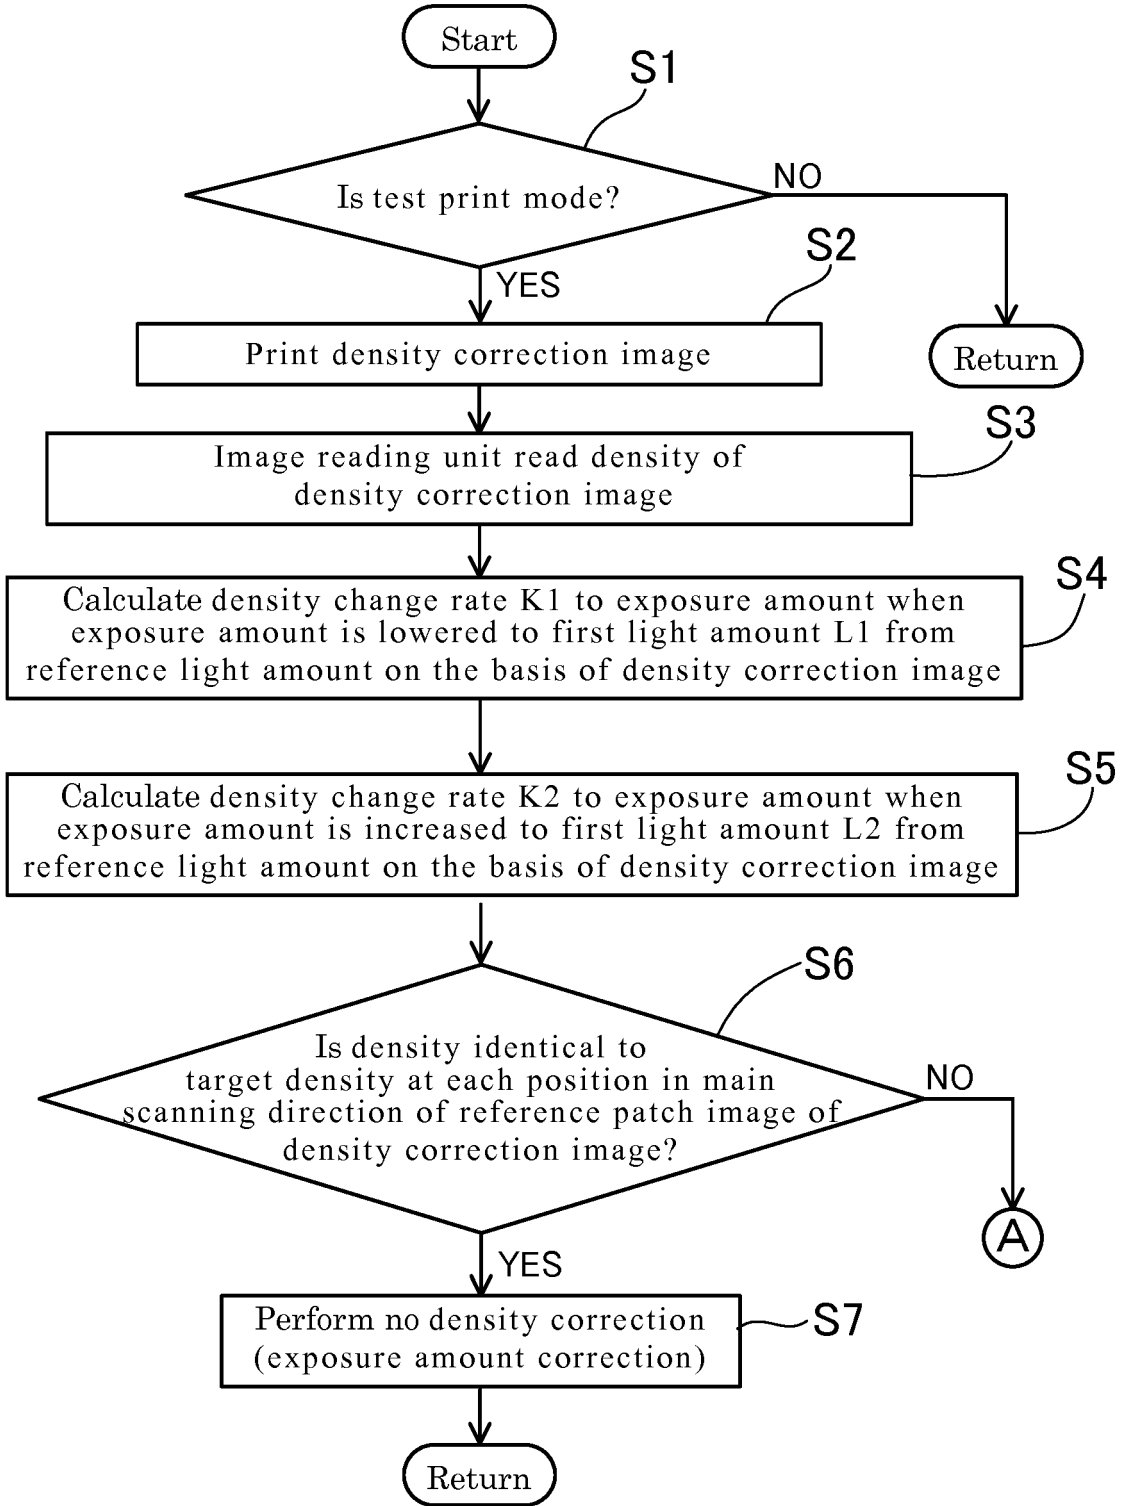 Start
S1
Is test print mode?
NO
YES
S2
Print density correction image
Return
S3
Image reading unit read density of
density correction image
S4
Calculate density change rate K1 to exposure amount when
exposure amount is lowered to first light amount L1 from
reference light amount on the basis of density correction image
S5
Calculate density change rate K2 to exposure amount when
exposure amount is increased to first light amount L2 from
reference light amount on the basis of density correction image
S6
Is density identical to
target density at each position in main
scanning direction of reference patch image of
density correction image?
NO
A
YES
S7
Perform no density correction
(exposure amount correction)
Return